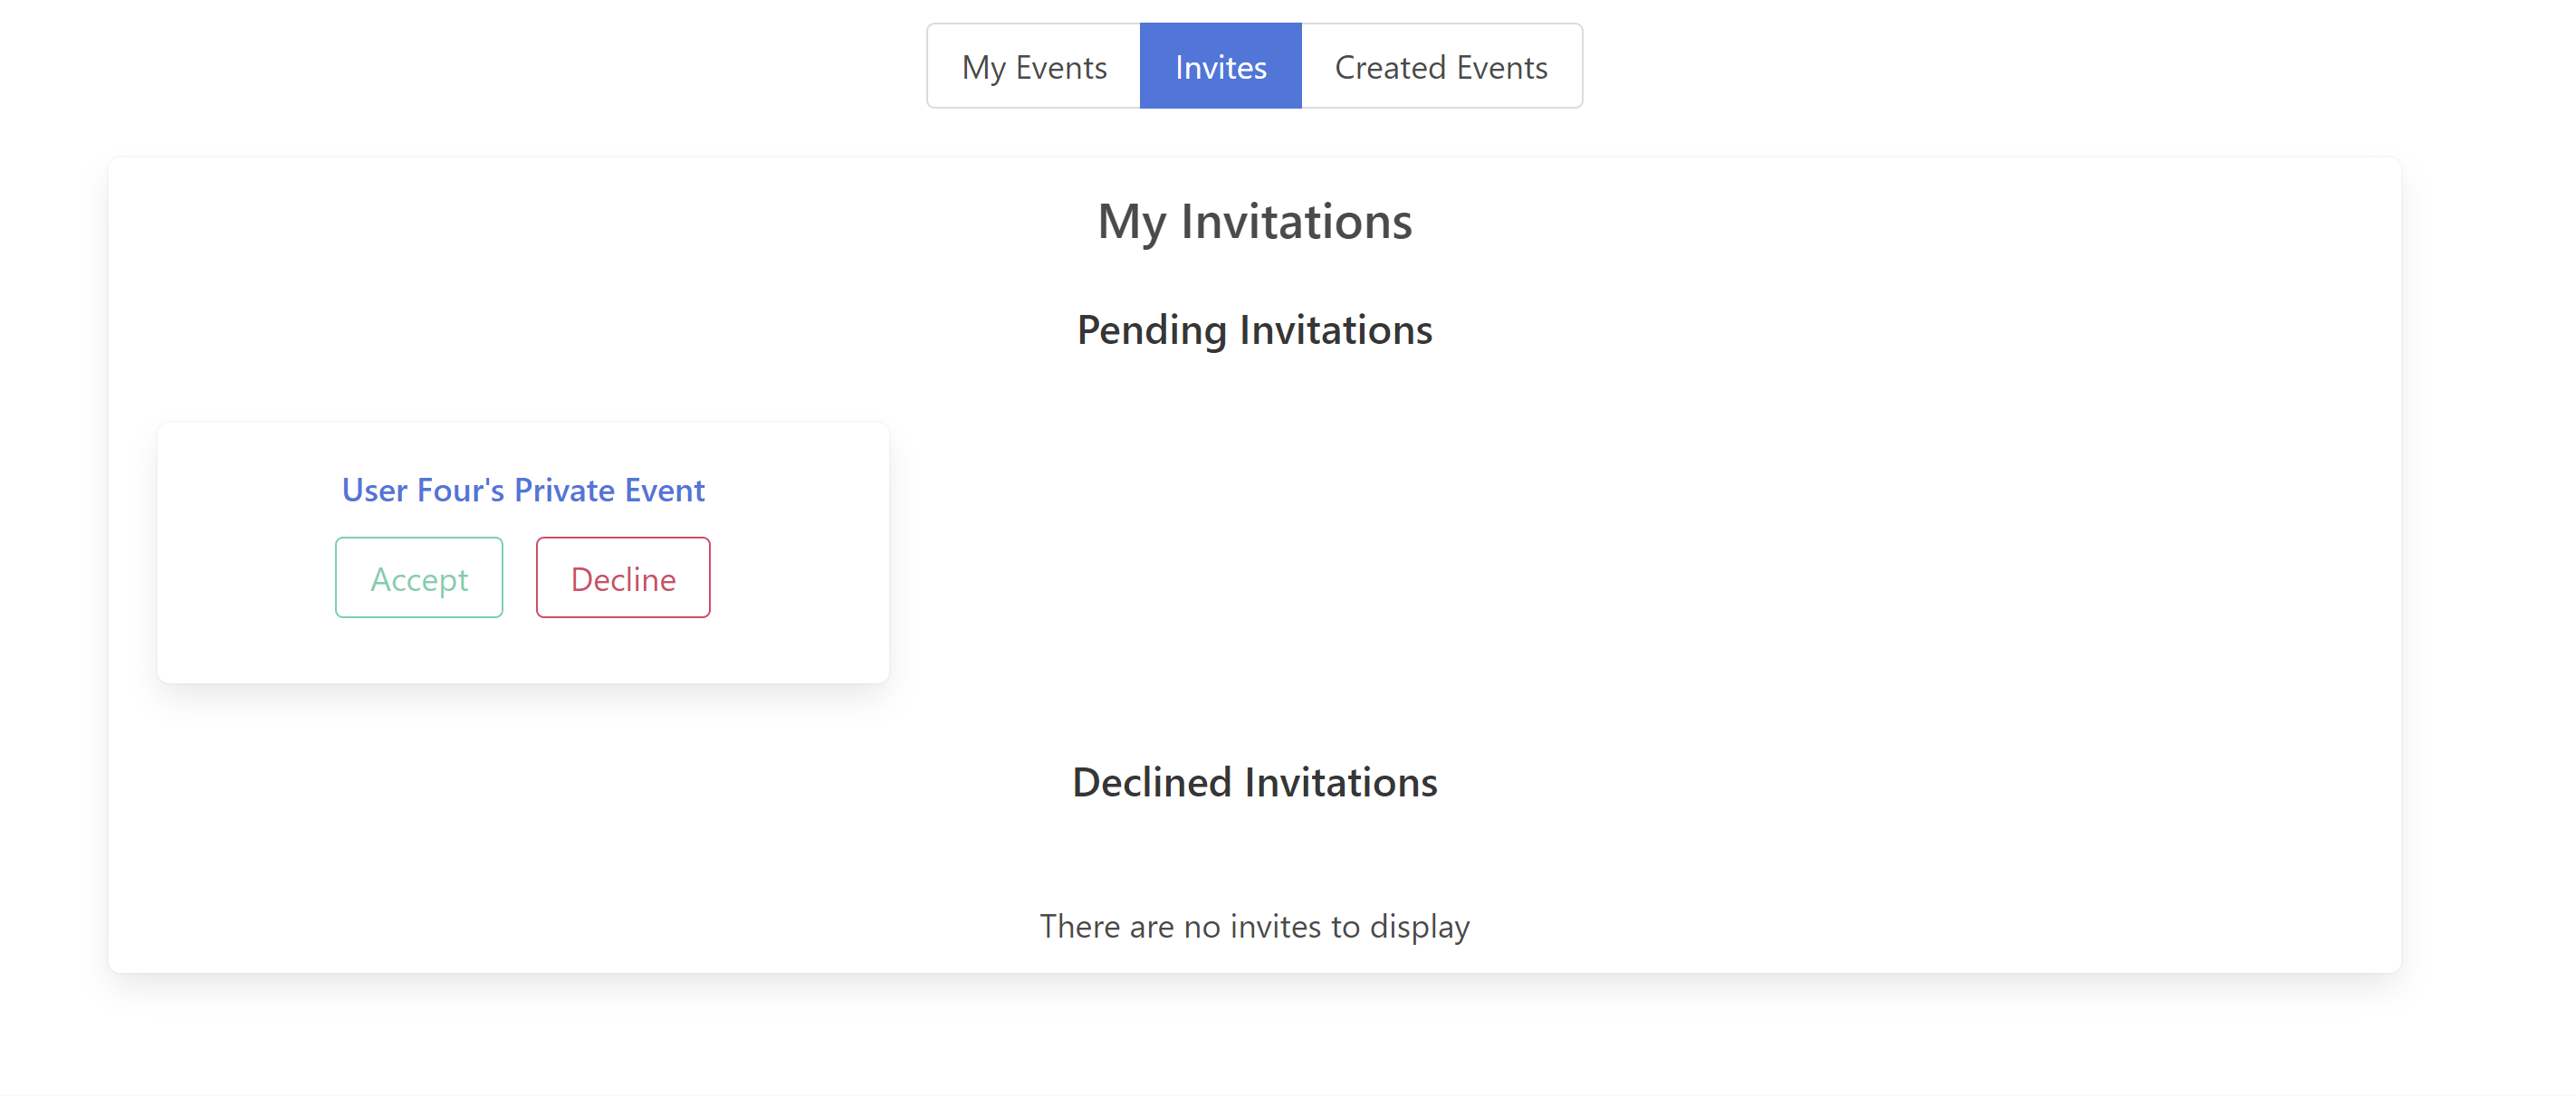 My Events Invites Created Events
My Invitations
Pending Invitations
User Four's Private Event
Accept Decline
Declined Invitations
There are no invites to display